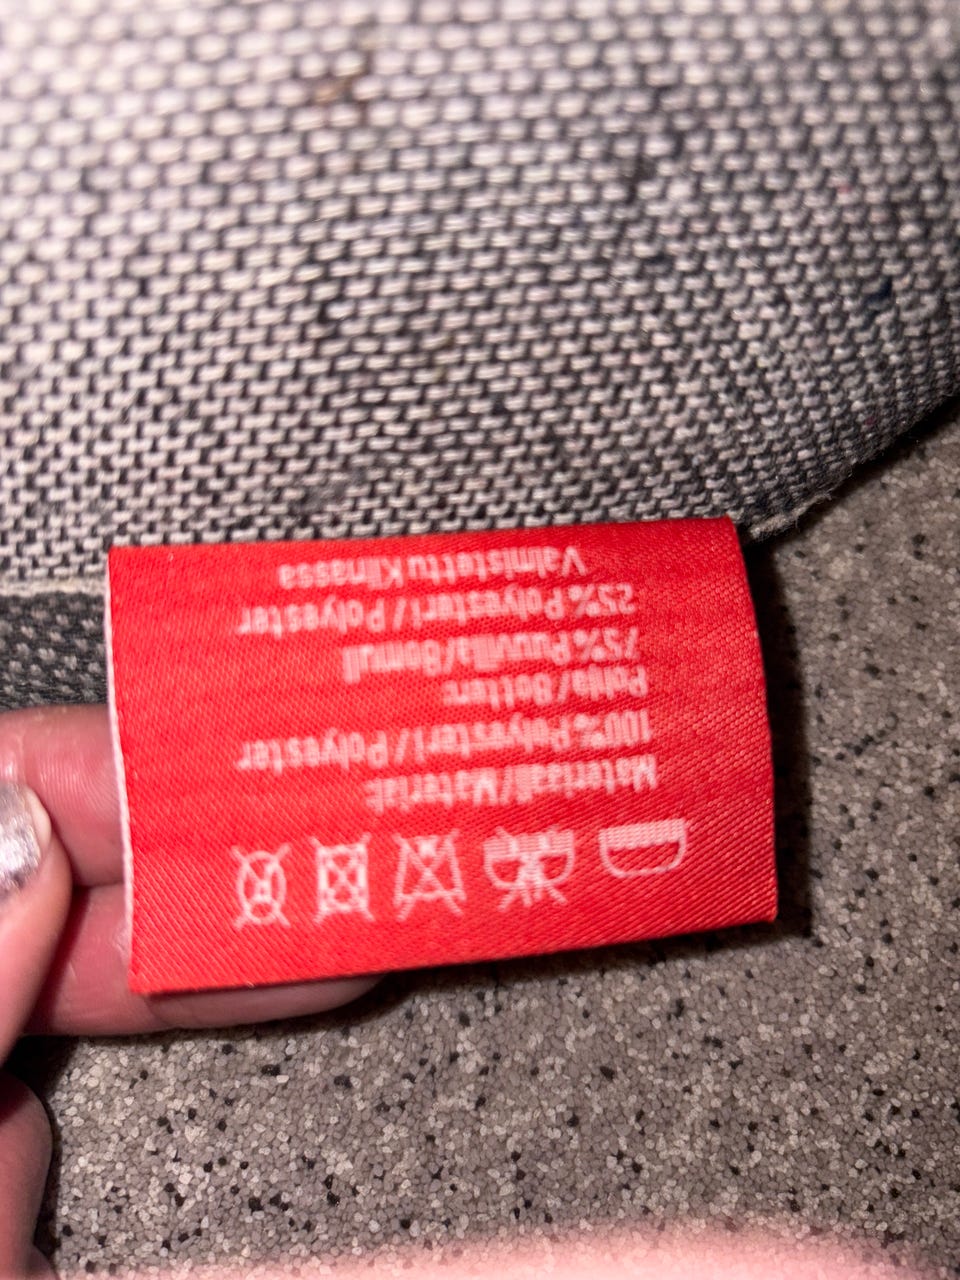 Materiaali/Material:
100% Polyesteri/Polyester
Pohja/Botten:
75% Puuvilla/Bomull
25% Polyesteri/Polyester
Valmistettu Kiinassa